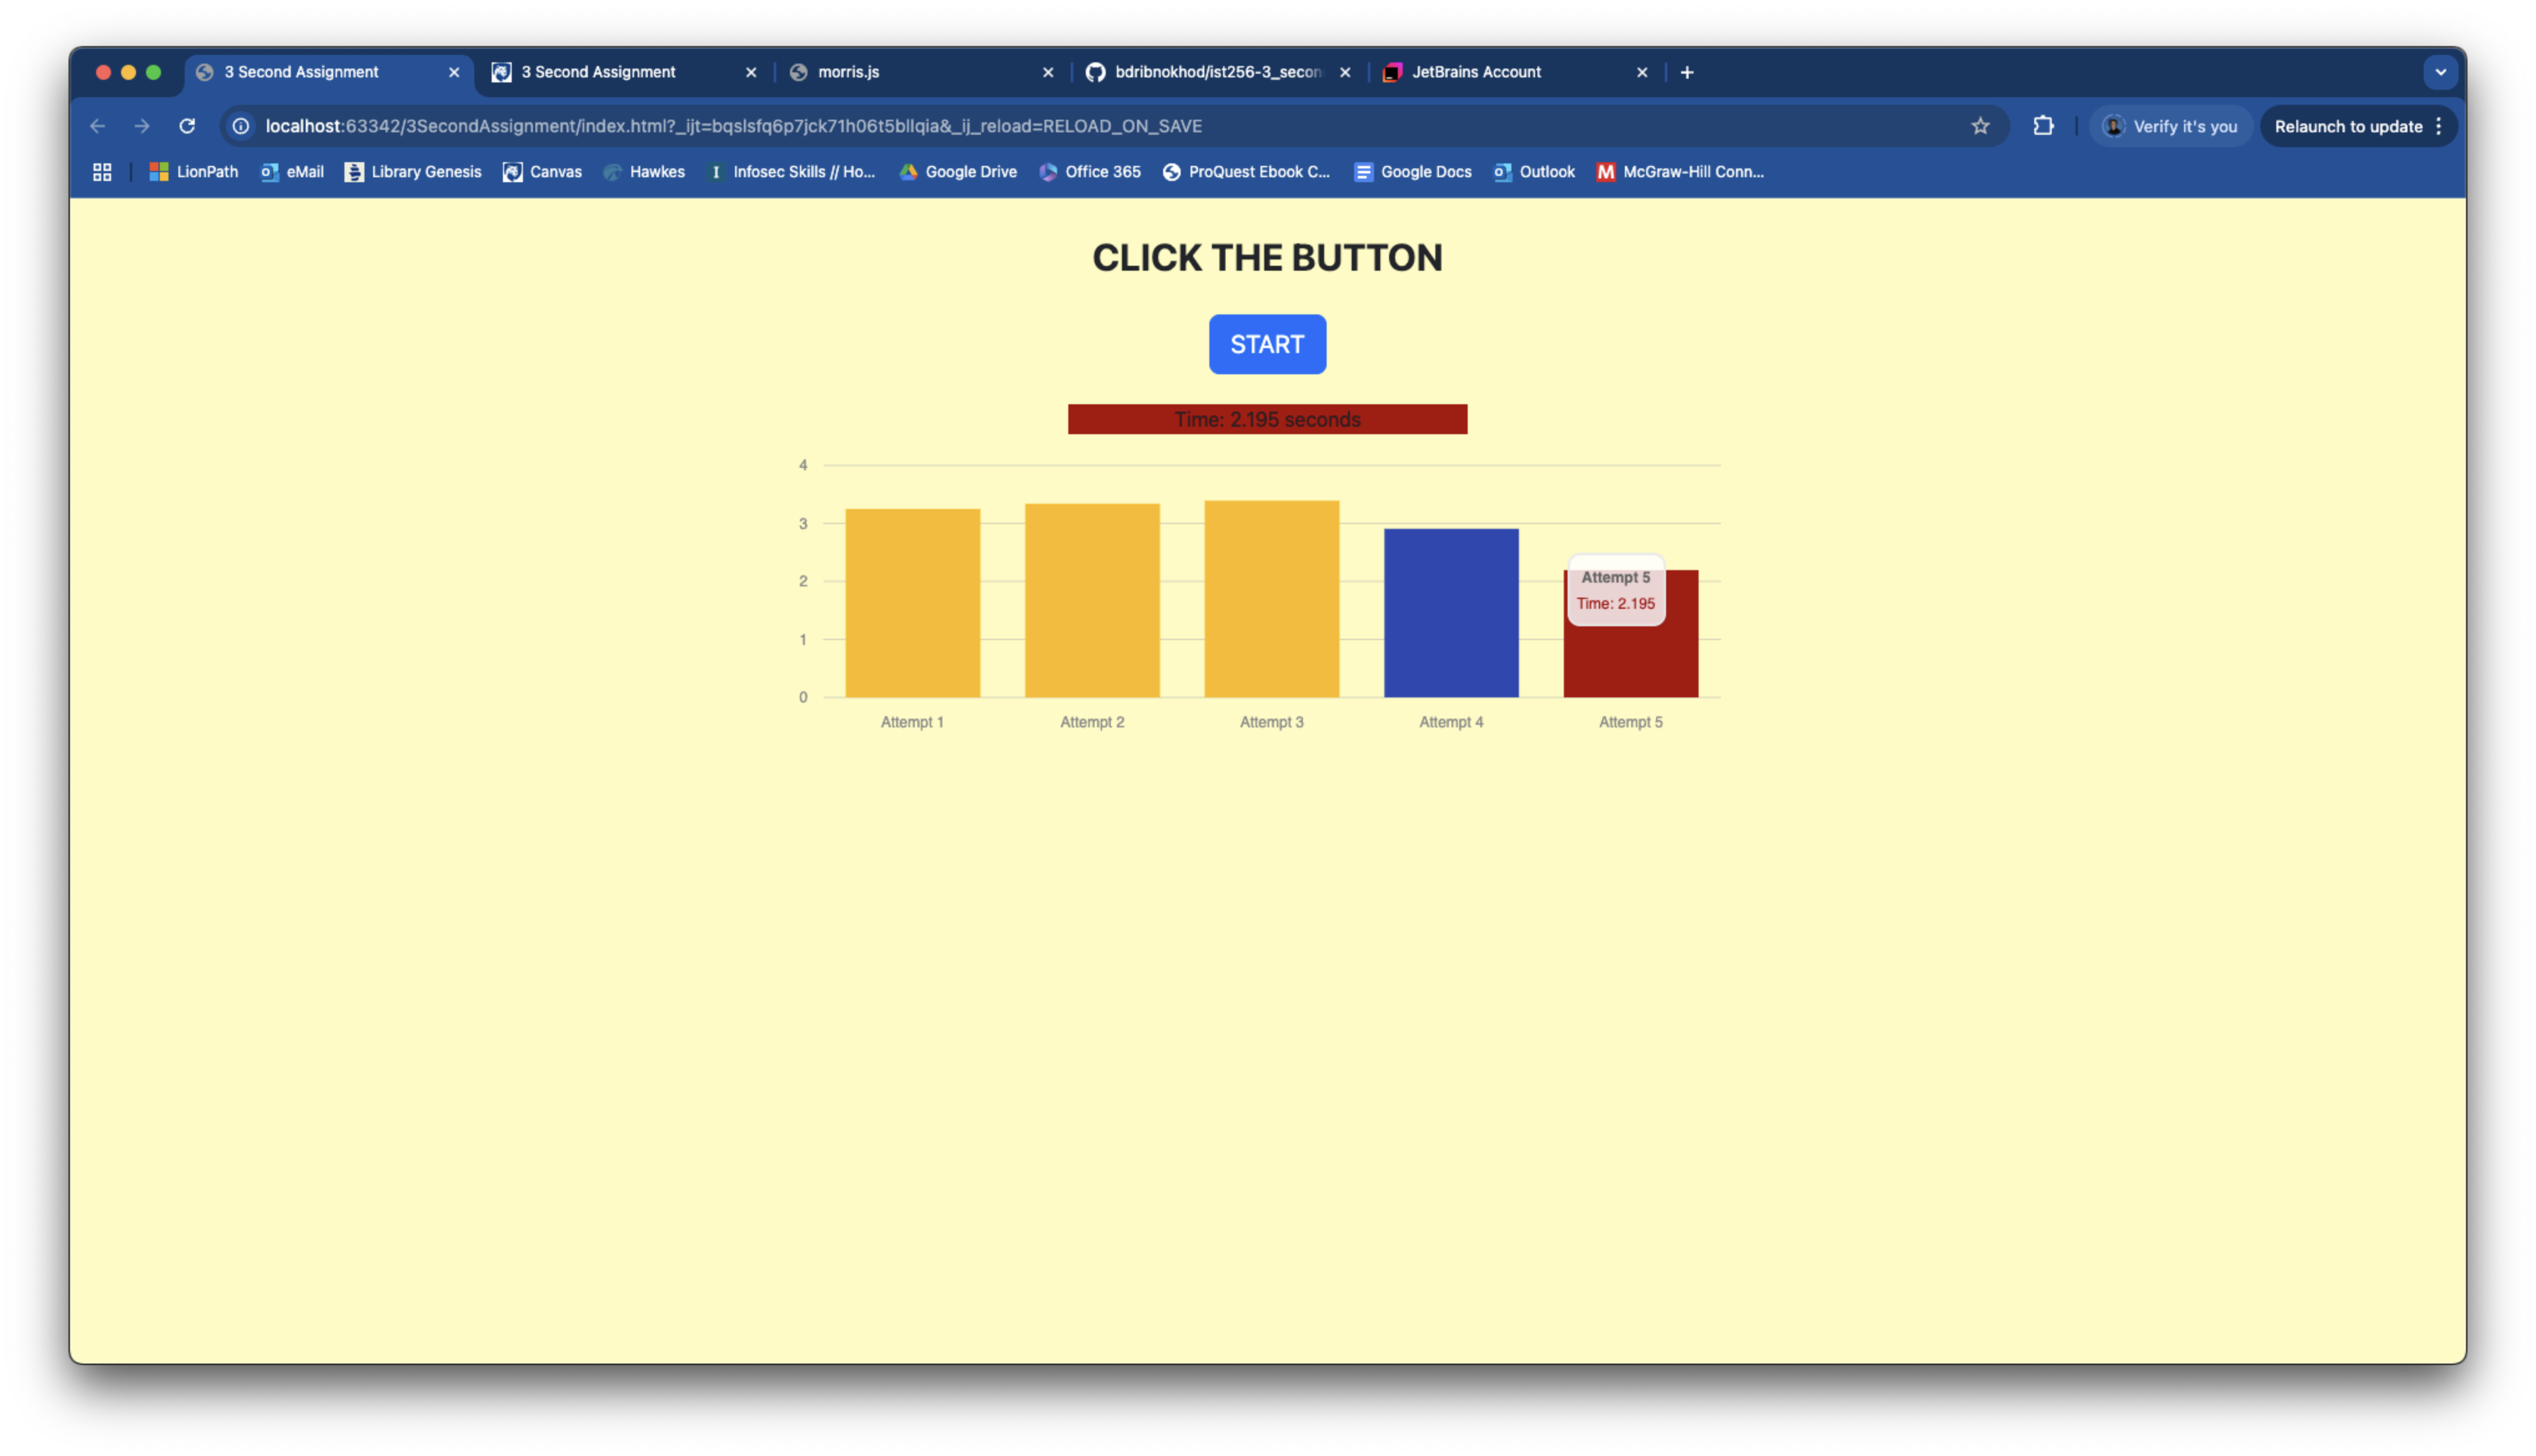 3 Second Assignment
3 Second Assignment
morris.js
bdribnokhod/ist256-3_secon
JetBrains Account
localhost:63342/3SecondAssignment/index.html?_ijt=bqslsfq6p7jck71h06t5bllqia&_ij_reload=RELOAD_ON_SAVE
Verify it's you
Relaunch to update
LionPath
eMail
Library Genesis
Canvas
Hawkes
Infosec Skills // Ho...
Google Drive
Office 365
ProQuest Ebook C...
Google Docs
Outlook
McGraw-Hill Conn...
CLICK THE BUTTON
START
Time: 2.195 seconds
4
3
2
1
0
Attempt 5
Time: 2.195
Attempt 1
Attempt 2
Attempt 3
Attempt 4
Attempt 5